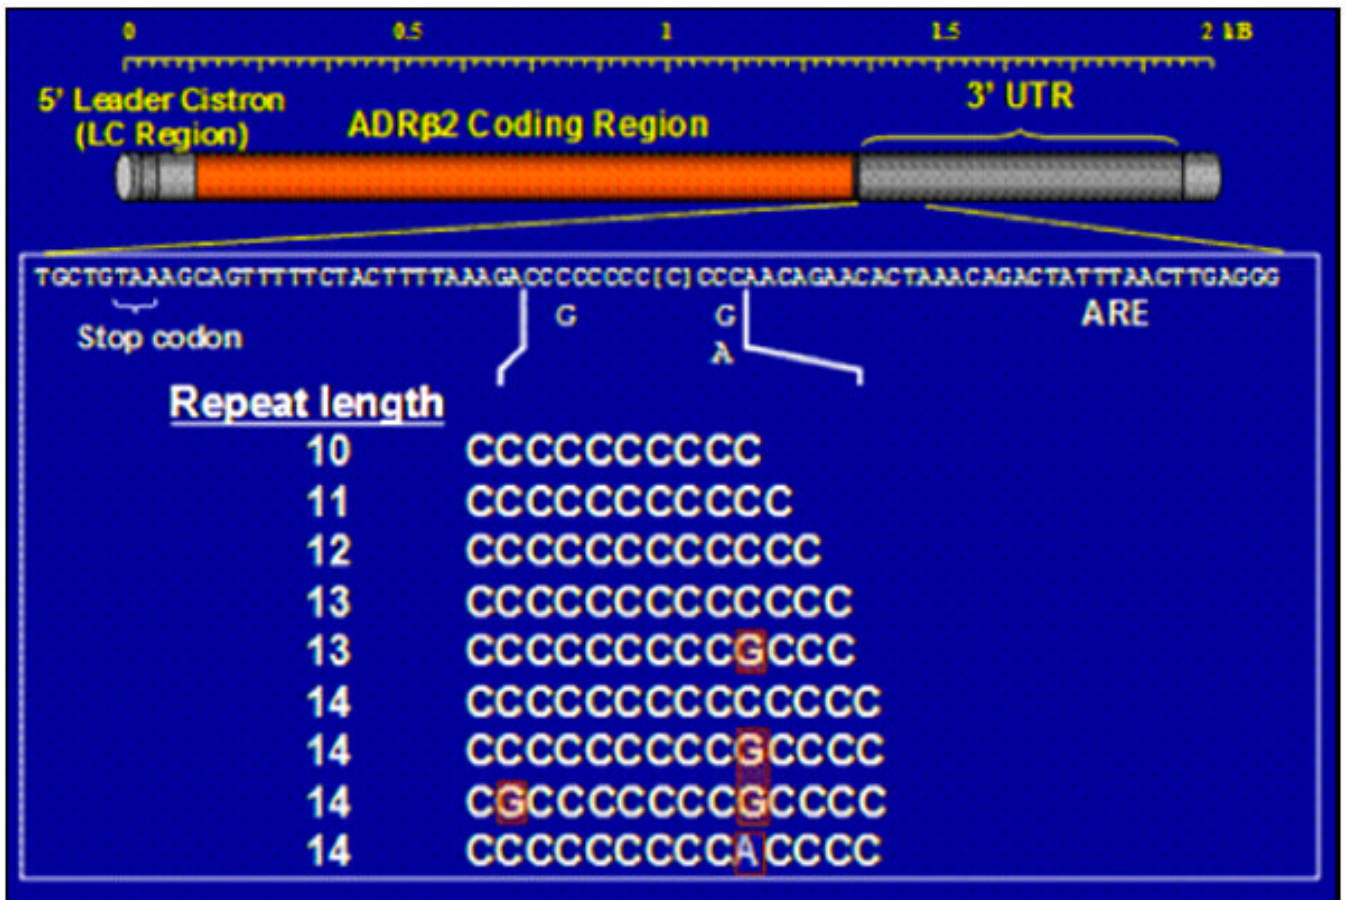 0 0.5 1 1.5 2 kB
5' Leader Cistron
(LC Region)
ADRβ2 Coding Region
3' UTR
TGCTGTAAAGCAGTTTTTCTACTTTTAAAGACCCCCCCC[C]CCCAACAGAACACTAAACAGACTATTTAACTTGAGGG
Stop codon
G G ARE
A
Repeat length
10 CCCCCCCCCC
11 CCCCCCCCCCC
12 CCCCCCCCCCCC
13 CCCCCCCCCCCCC
13 CCCCCCCCCGCCC
14 CCCCCCCCCCCCCC
14 CCCCCCCCCGCCCC
14 CGCCCCCCCGCCCC
14 CCCCCCCCCACCCC